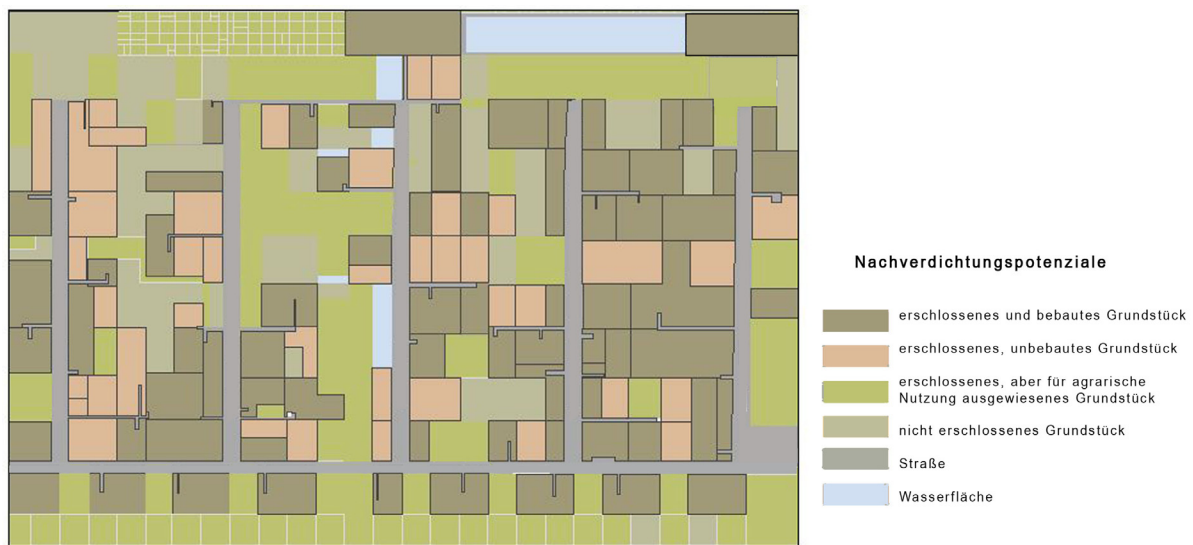 Nachverdichtungspotenziale
erschlossenes und bebautes Grundstück
erschlossenes, unbebautes Grundstück
erschlossenes, aber für agrarische
Nutzung ausgewiesenes Grundstück
nicht erschlossenes Grundstück
Straße
Wasserfläche